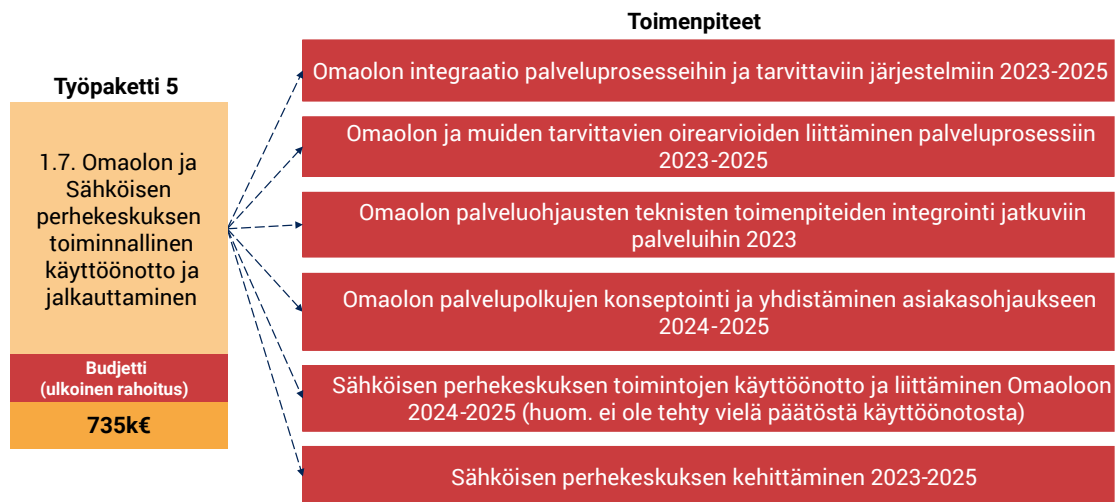 Toimenpiteet
Työpaketti 5
1.7. Omaolon ja
Sähköisen
perhekeskuksen
toiminnallinen
käyttöönotto ja
jalkauttaminen
Budjetti
(ulkoinen rahoitus)
735k€
Omaolon integraatio palveluprosesseihin ja tarvittaviin järjestelmiin 2023-2025
Omaolon ja muiden tarvittavien oirearvioiden liittäminen palveluprosessiin
2023-2025
Omaolon palveluohjausten teknisten toimenpiteiden integrointi jatkuviin
palveluihin 2023
Omaolon palvelupolkujen konseptointi ja yhdistäminen asiakasohjaukseen
2024-2025
Sähköisen perhekeskuksen toimintojen käyttöönotto ja liittäminen Omaoloon
2024-2025 (huom. ei ole tehty vielä päätöstä käyttöönotosta)
Sähköisen perhekeskuksen kehittäminen 2023-2025